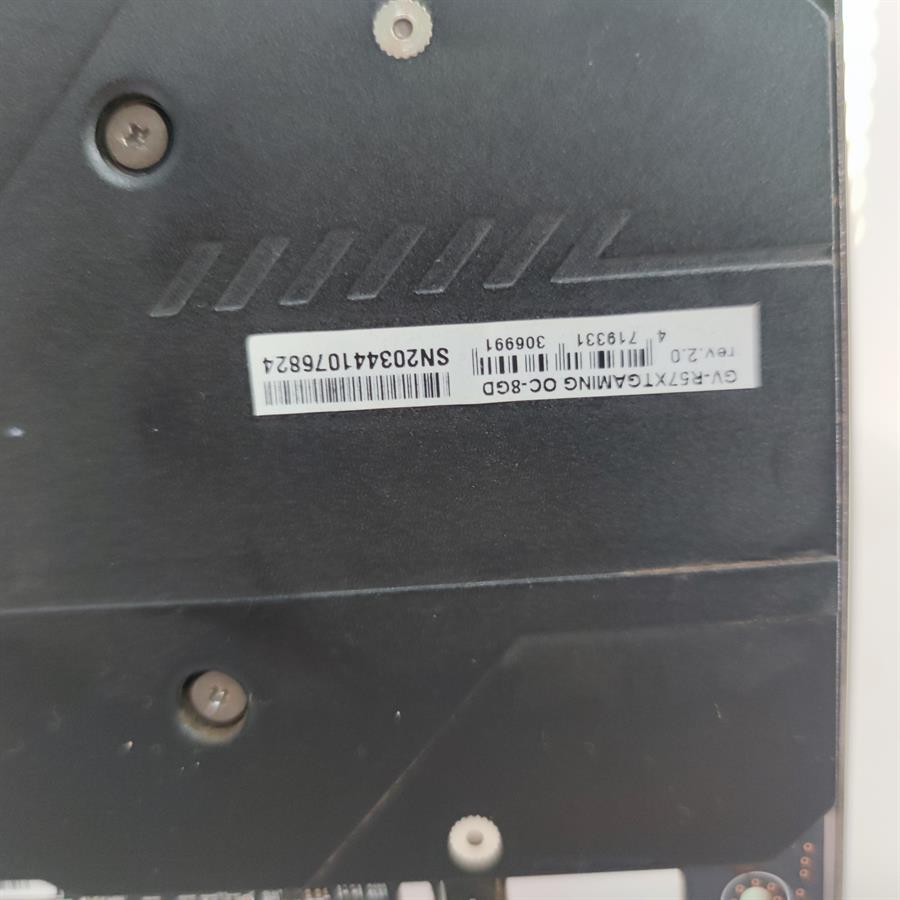 GV-R57XTGAMING OC-8GD
rev.2.0
4 719331 306991
SN203441076824